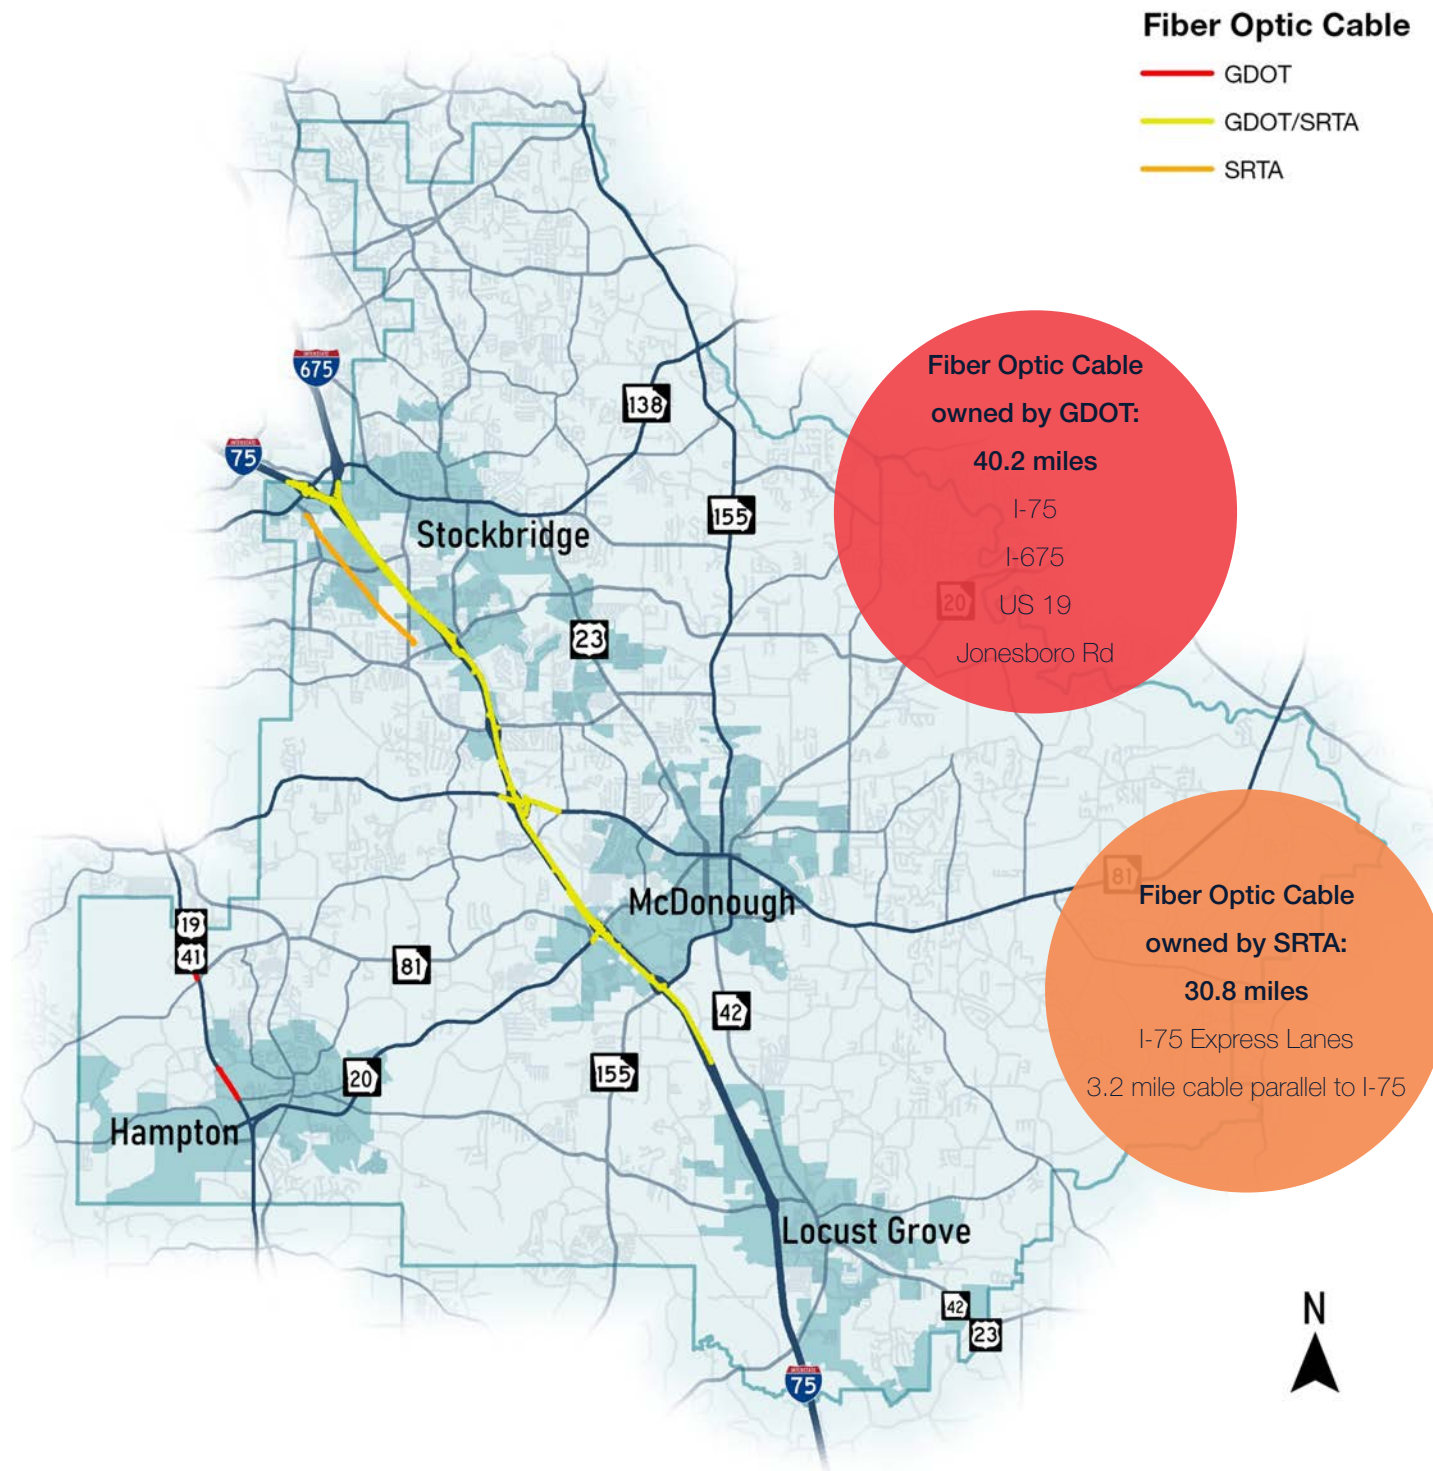 Fiber Optic Cable
GDOT
GDOT/SRTA
SRTA
INTERSTATE
675
138
INTERSTATE
75
155
Stockbridge
23
Fiber Optic Cable
owned by GDOT:
40.2 miles
I-75
I-675
20
US 19
Jonesboro Rd
McDonough
19
41
81
42
20
155
Hampton
81
Fiber Optic Cable
owned by SRTA:
30.8 miles
I-75 Express Lanes
3.2 mile cable parallel to I-75
Locust Grove
42
23
INTERSTATE
75
N